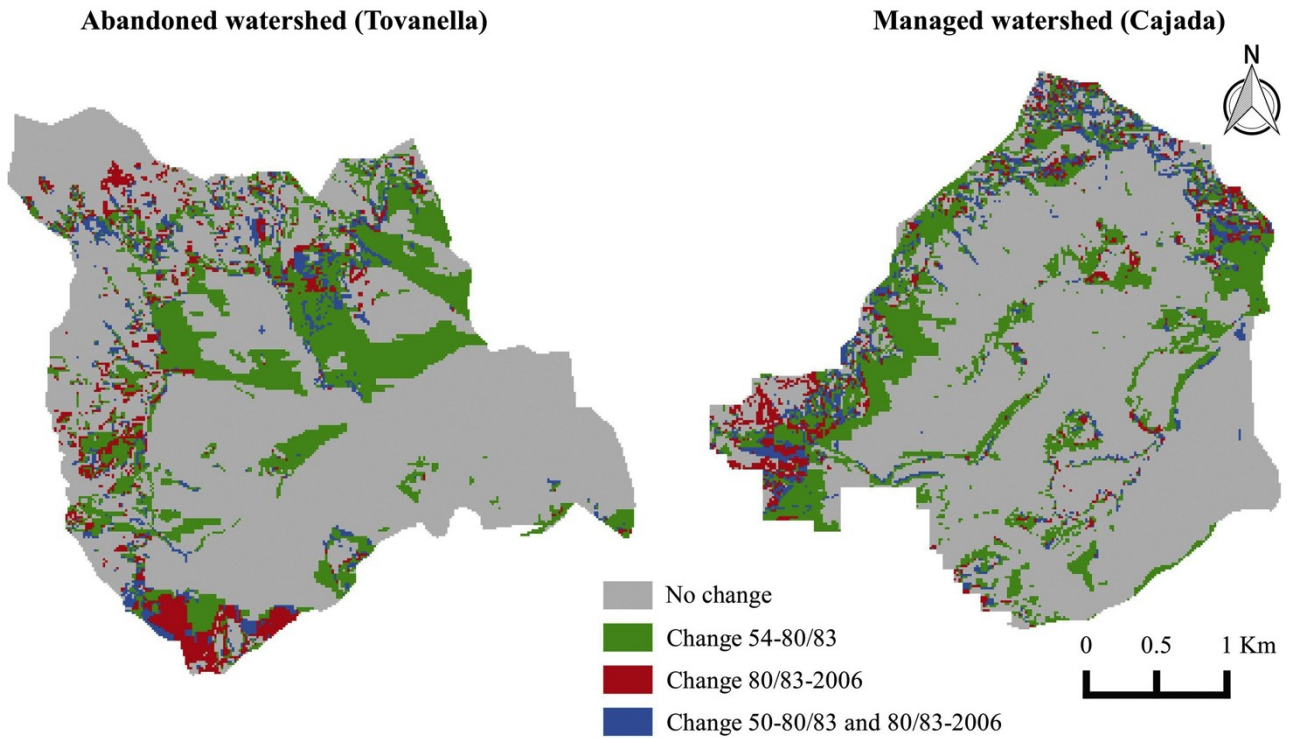 Abandoned watershed (Tovanella)
Managed watershed (Cajada)
N
No change
Change 54-80/83
Change 80/83-2006
Change 50-80/83 and 80/83-2006
0 0.5 1 Km